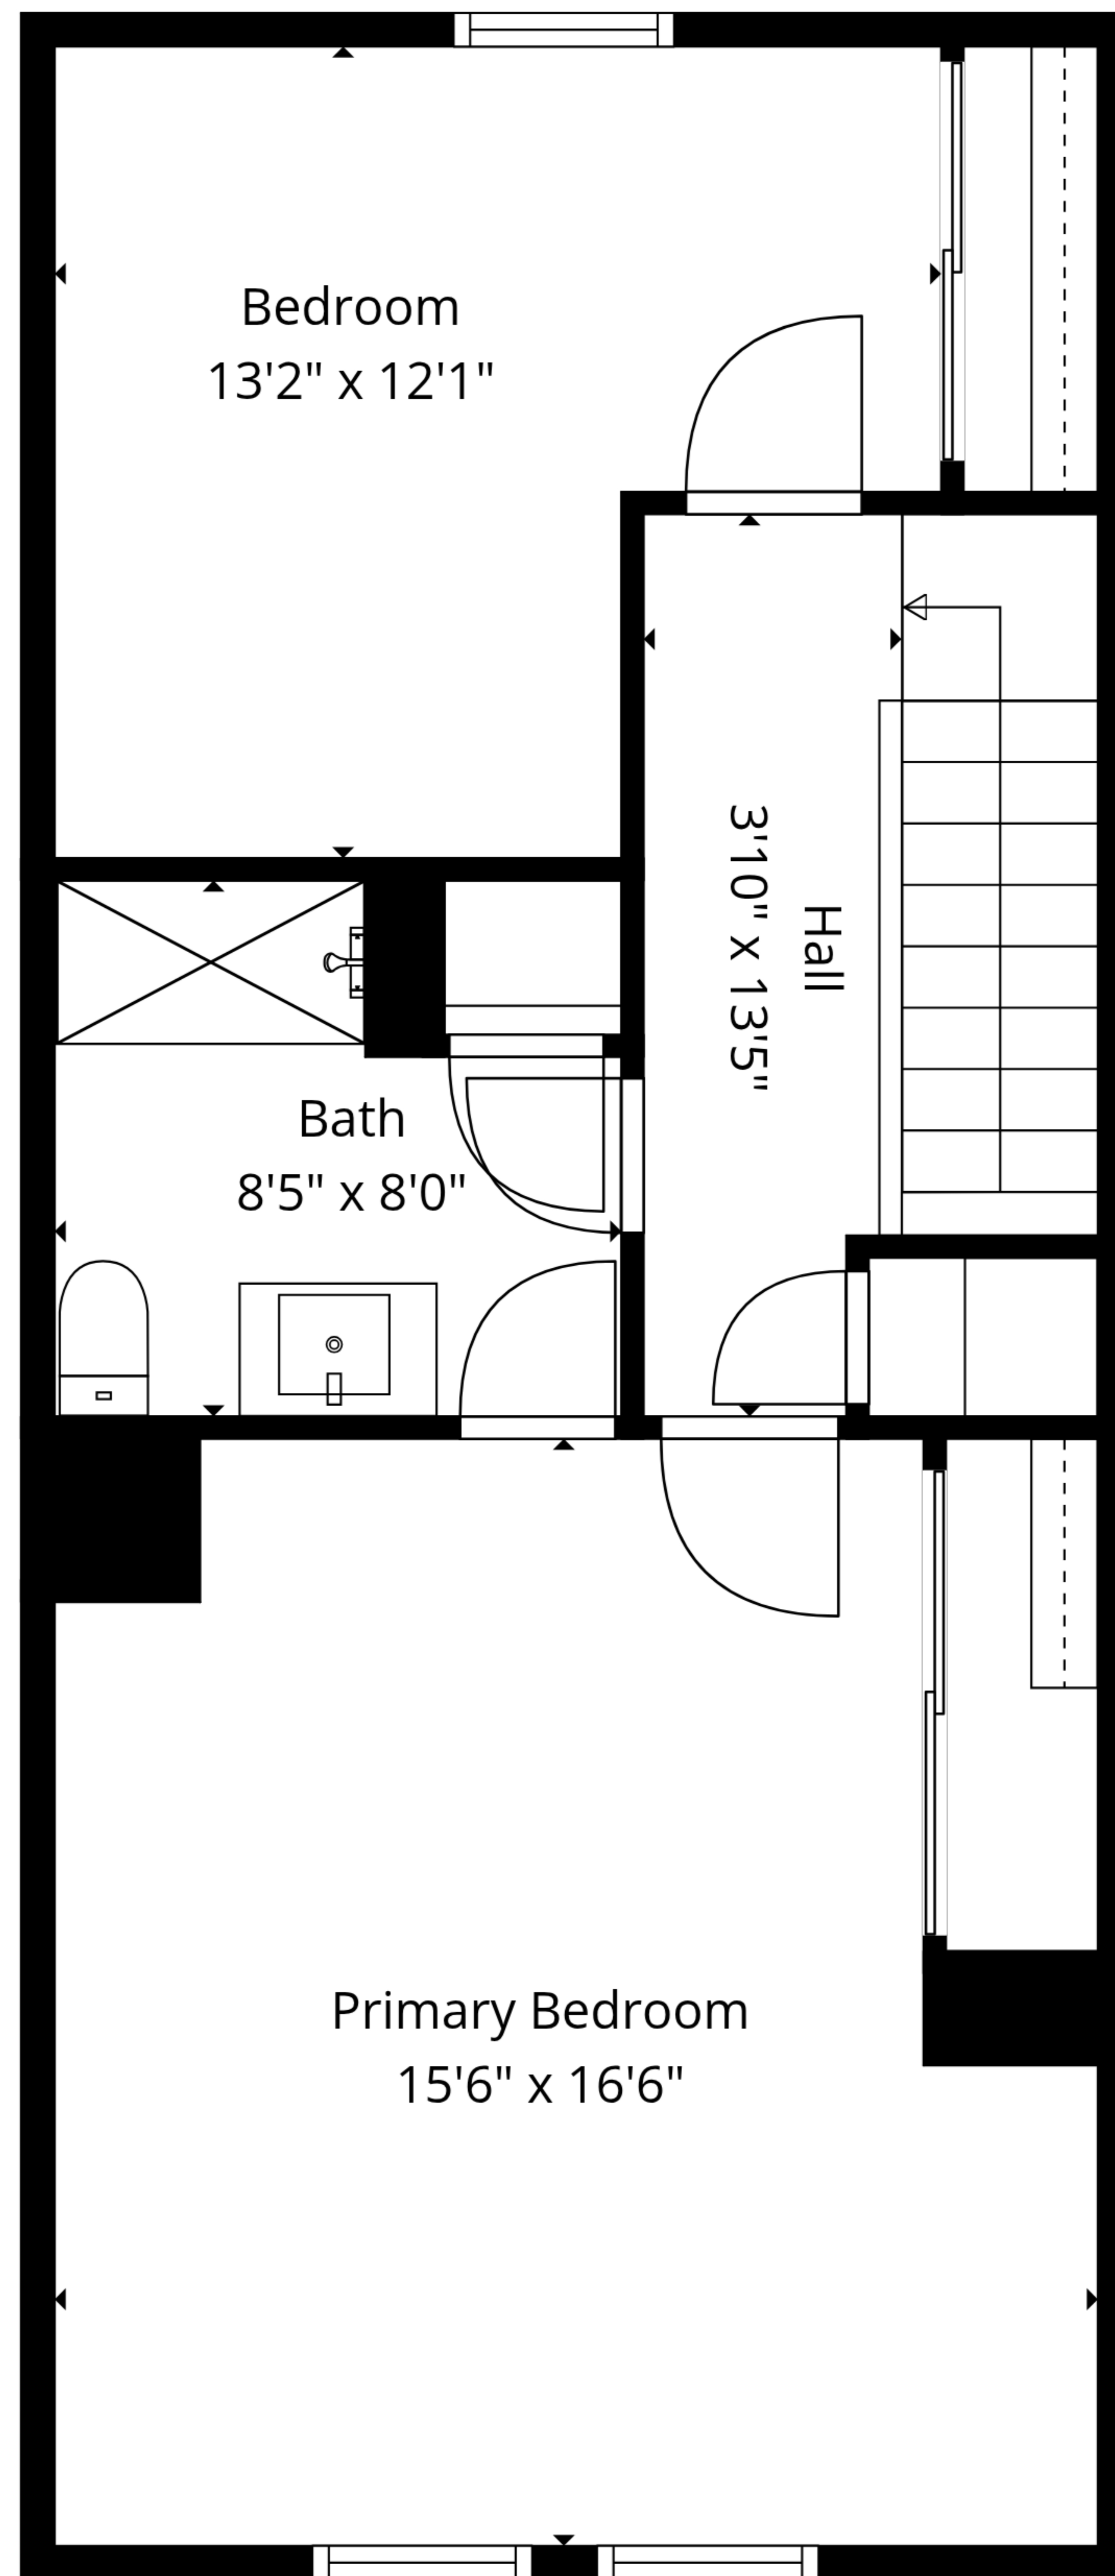 Bedroom
13'2" x 12'1"
Hall
3'10" x 13'5"
Bath
8'5" x 8'0"
Primary Bedroom
15'6" x 16'6"